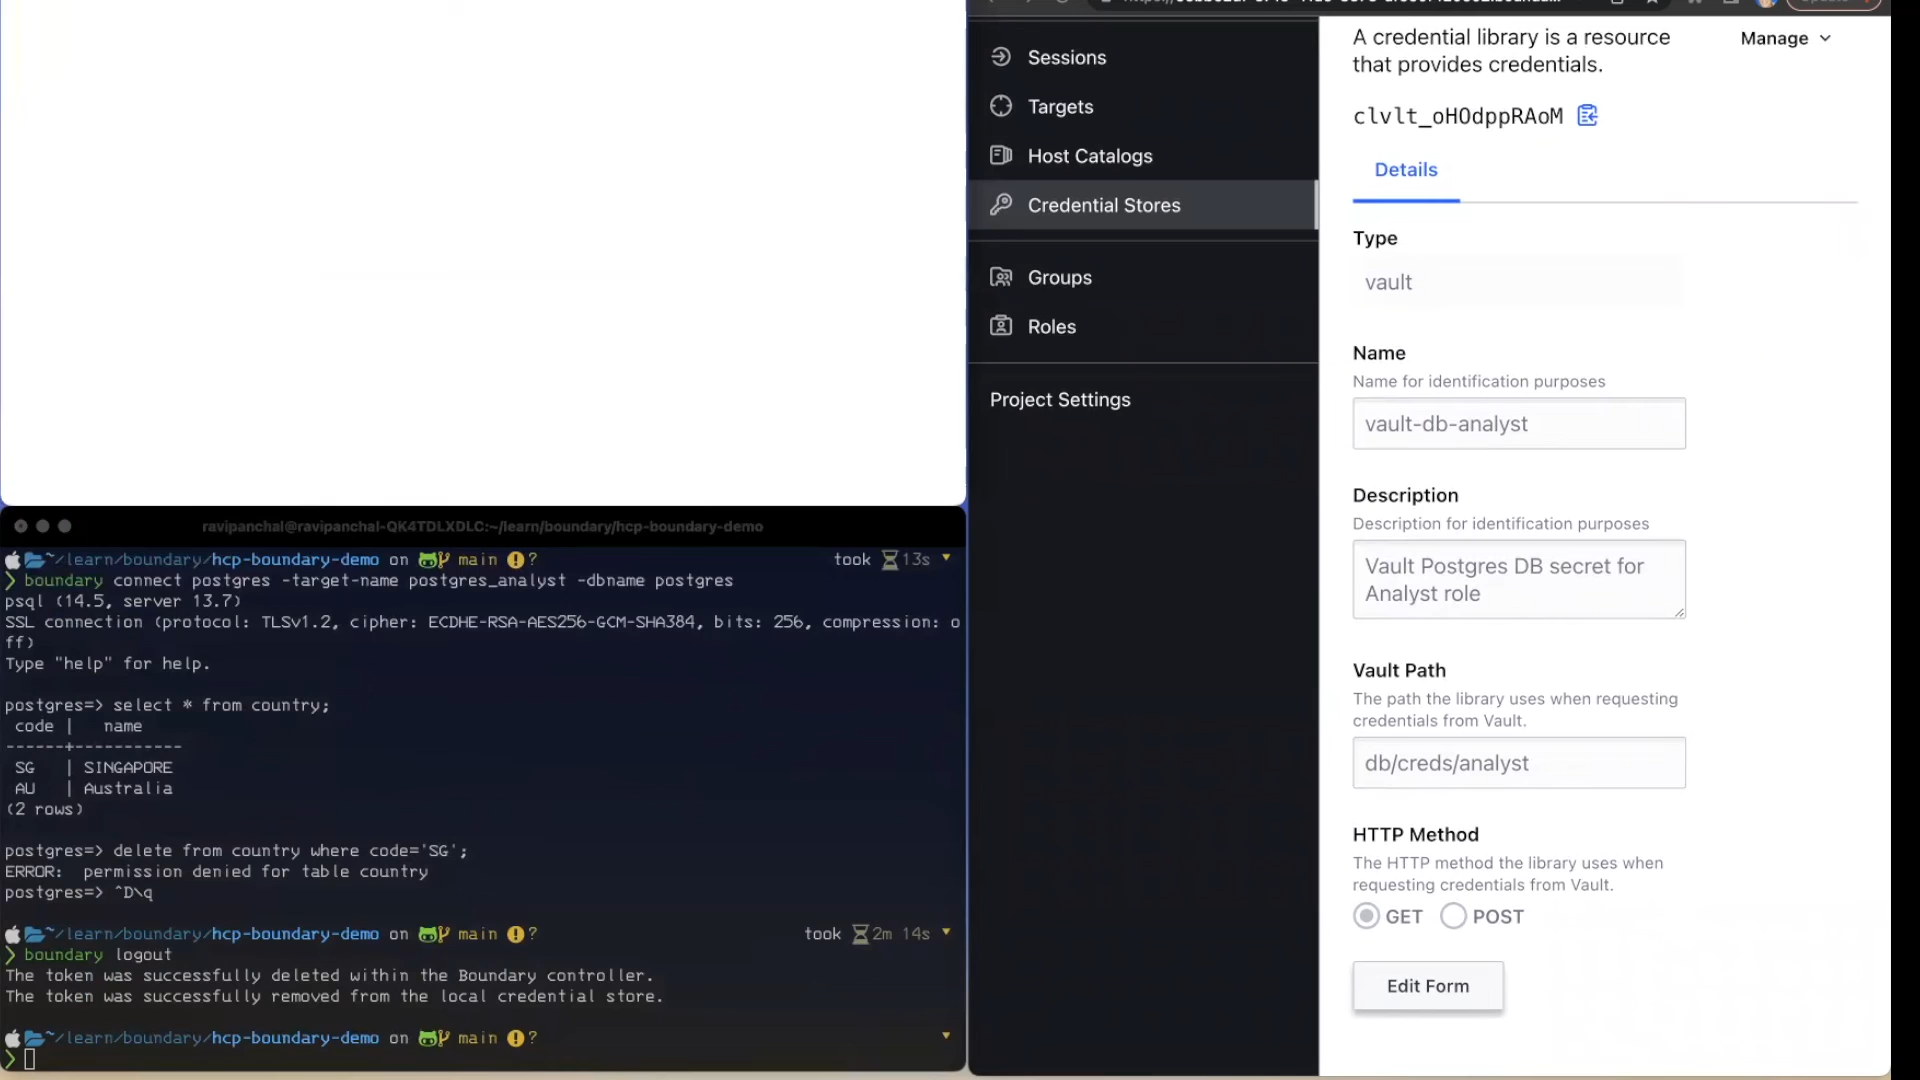 ravipanchal@ravipanchal-QK4TDLXDLC:~/learn/boundary/hcp-boundary-demo
~/learn/boundary/hcp-boundary-demo on main ? took 13s
❯ boundary connect postgres -target-name postgres_analyst -dbname postgres
psql (14.5, server 13.7)
SSL connection (protocol: TLSv1.2, cipher: ECDHE-RSA-AES256-GCM-SHA384, bits: 256, compression: o
ff)
Type "help" for help.
postgres=> select * from country;
code | name
------+-----------
SG | SINGAPORE
AU | Australia
(2 rows)
postgres=> delete from country where code='SG';
ERROR: permission denied for table country
postgres=> ^D\q
~/learn/boundary/hcp-boundary-demo on main ? took 2m 14s
❯ boundary logout
The token was successfully deleted within the Boundary controller.
The token was successfully removed from the local credential store.
~/learn/boundary/hcp-boundary-demo on main ?
❯
Sessions
Targets
Host Catalogs
Credential Stores
Groups
Roles
Project Settings
A credential library is a resource
that provides credentials.
Manage
clvlt_oHOdppRAoM
Details
Type
vault
Name
Name for identification purposes
vault-db-analyst
Description
Description for identification purposes
Vault Postgres DB secret for
Analyst role
Vault Path
The path the library uses when requesting
credentials from Vault.
db/creds/analyst
HTTP Method
The HTTP method the library uses when
requesting credentials from Vault.
GET POST
Edit Form